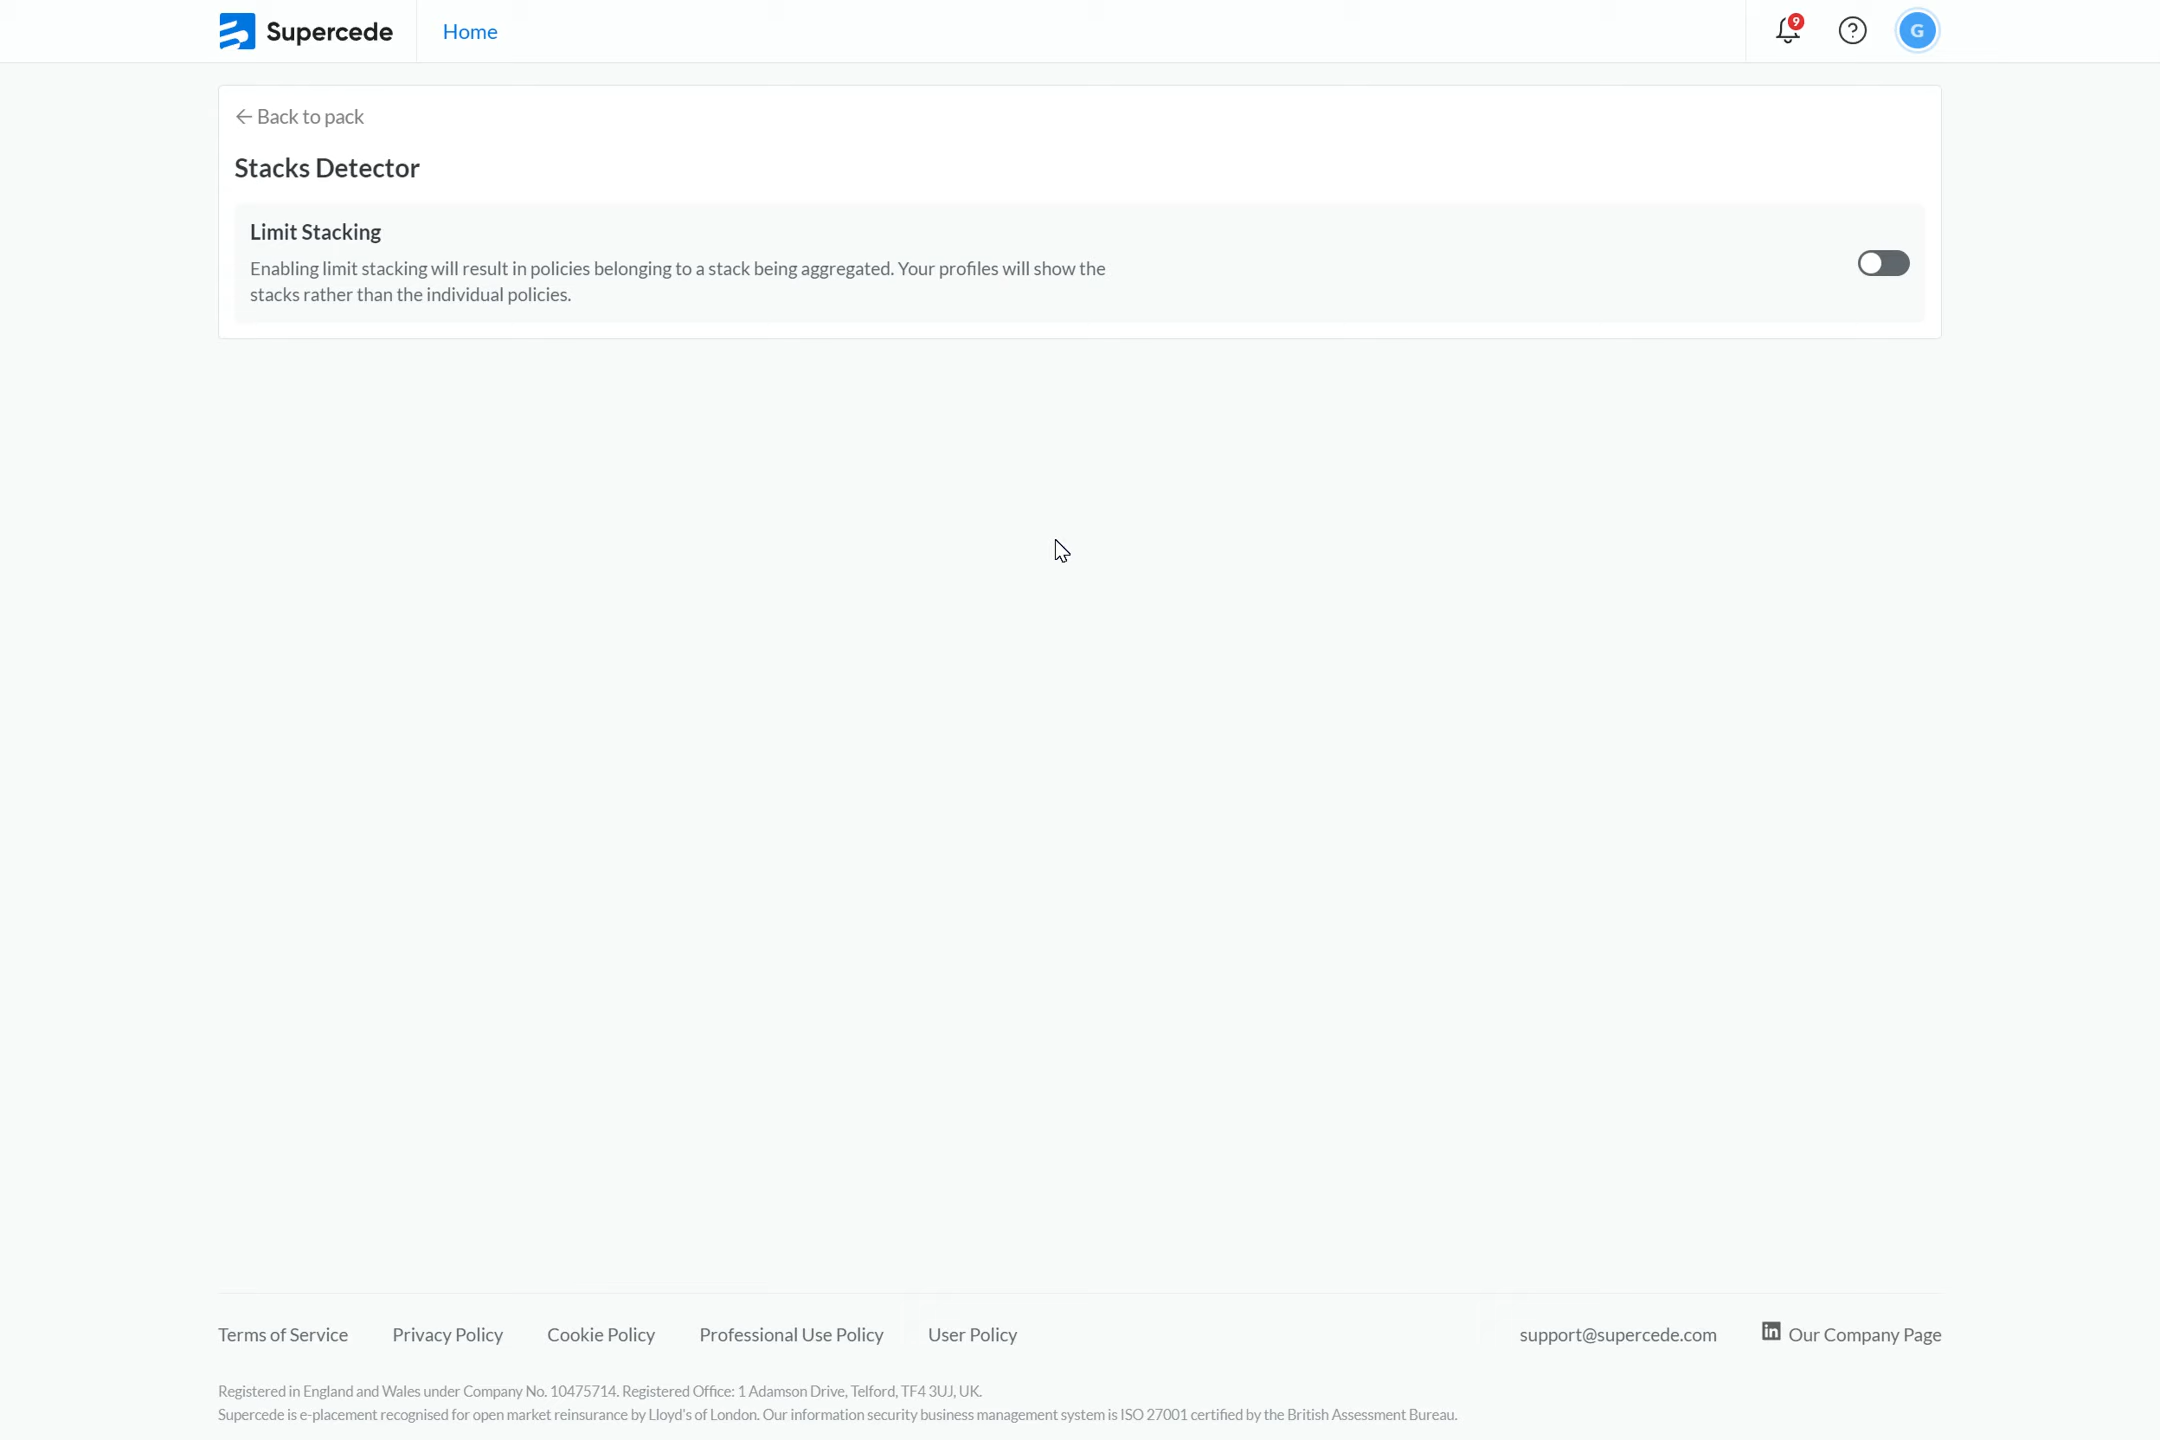 Supercede
Home
9
G
Back to pack
Stacks Detector
Limit Stacking
Enabling limit stacking will result in policies belonging to a stack being aggregated. Your profiles will show the
stacks rather than the individual policies.
Terms of Service
Privacy Policy
Cookie Policy
Professional Use Policy
User Policy
support@supercede.com
in Our Company Page
Registered in England and Wales under Company No. 10475714. Registered Office: 1 Adamson Drive, Telford, TF4 3UJ, UK.
Supercede is e-placement recognised for open market reinsurance by Lloyd's of London. Our information security business management system is ISO 27001 certified by the British Assessment Bureau.